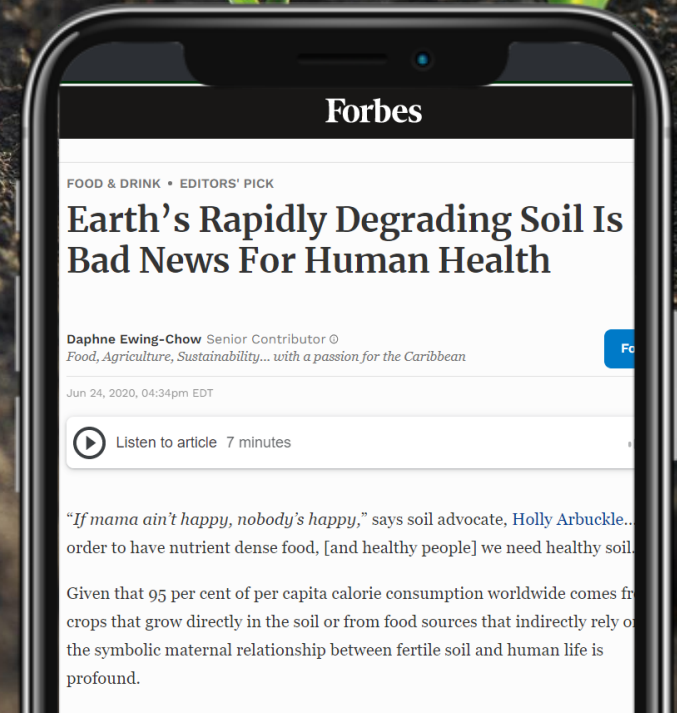 Forbes
FOOD & DRINK • EDITORS' PICK
Earth's Rapidly Degrading Soil Is
Bad News For Human Health
Daphne Ewing-Chow Senior Contributor
Food, Agriculture, Sustainability... with a passion for the Caribbean
Jun 24, 2020, 04:34pm EDT
Listen to article 7 minutes
“If mama ain’t happy, nobody’s happy,” says soil advocate, Holly Arbuckle...
order to have nutrient dense food, [and healthy people] we need healthy soil.
Given that 95 per cent of per capita calorie consumption worldwide comes
crops that grow directly in the soil or from food sources that indirectly rely
the symbolic maternal relationship between fertile soil and human life is
profound.